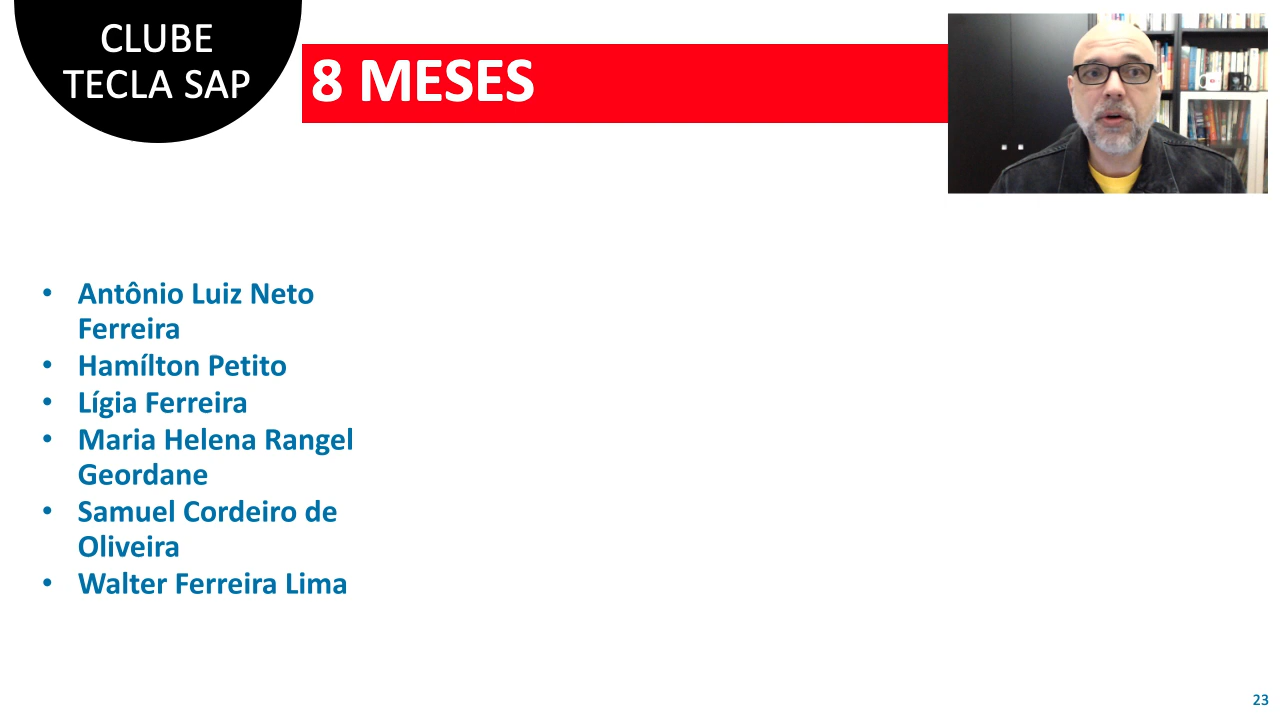 CLUBE
TECLA SAP
8 MESES
• Antônio Luiz Neto
Ferreira
• Hamílton Petito
• Lígia Ferreira
• Maria Helena Rangel
Geordane
• Samuel Cordeiro de
Oliveira
• Walter Ferreira Lima
23